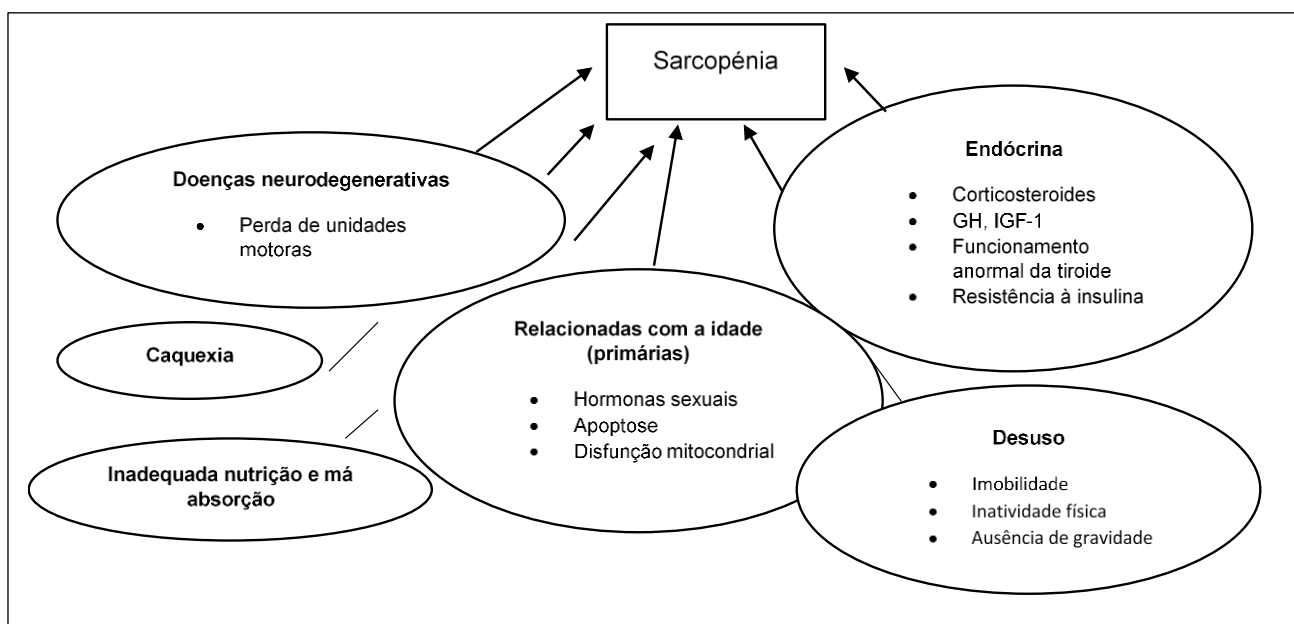 Sarcopénia
Doenças neurodegenerativas
• Perda de unidades
motoras
Endócrina
• Corticosteroides
• GH, IGF-1
• Funcionamento
anormal da tiroide
• Resistência à insulina
Caquexia
Relacionadas com a idade
(primárias)
• Hormonas sexuais
• Apoptose
• Disfunção mitocondrial
Inadequada nutrição e má
absorção
Desuso
• Imobilidade
• Inatividade física
• Ausência de gravidade